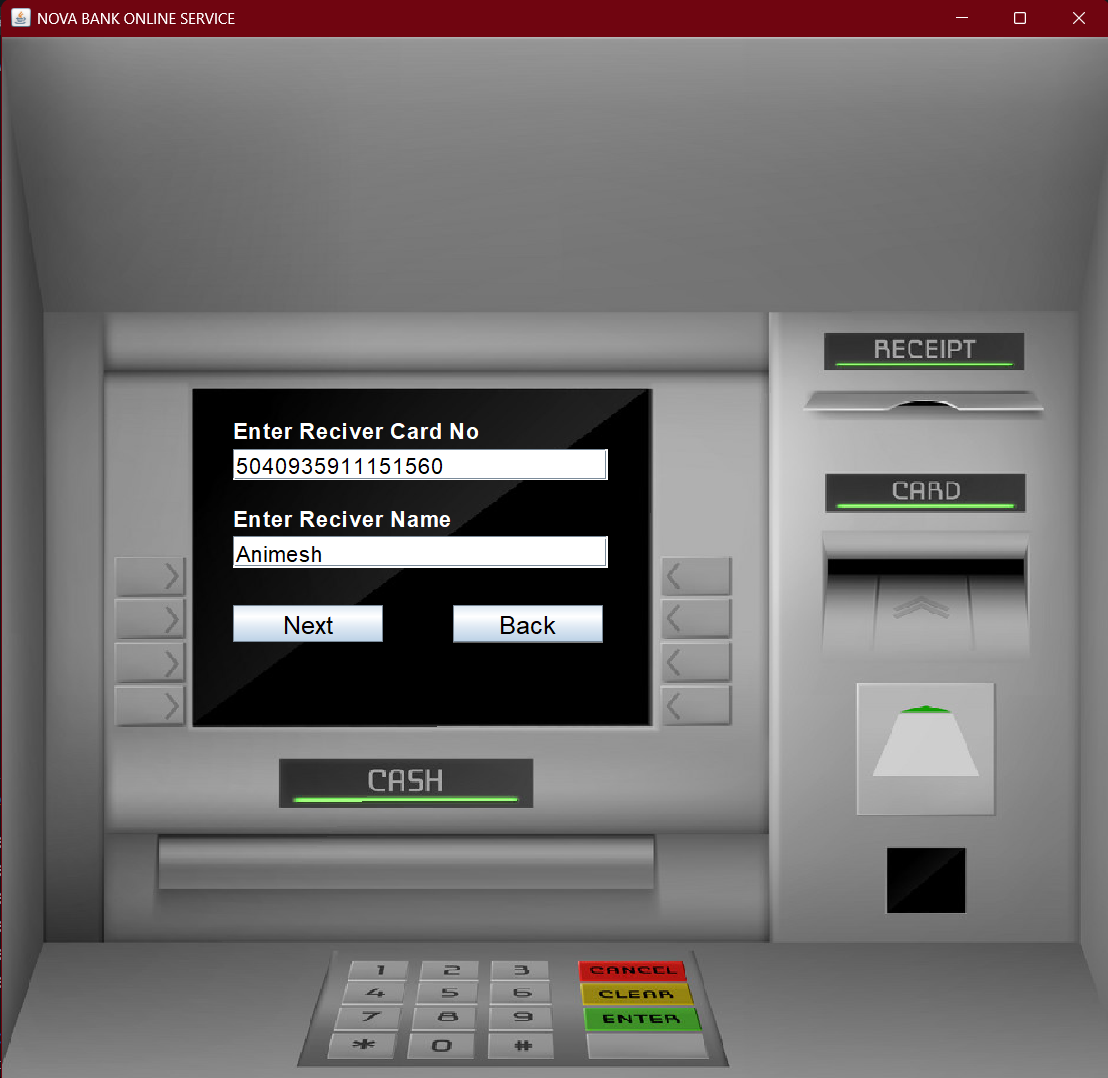 NOVA BANK ONLINE SERVICE
RECEIPT
Enter Reciver Card No
5040935911151560
CARD
Enter Reciver Name
Animesh
Next Back
CASH
1 2 3 CANCEL
4 5 6 CLEAR
7 8 9 ENTER
* 0 #